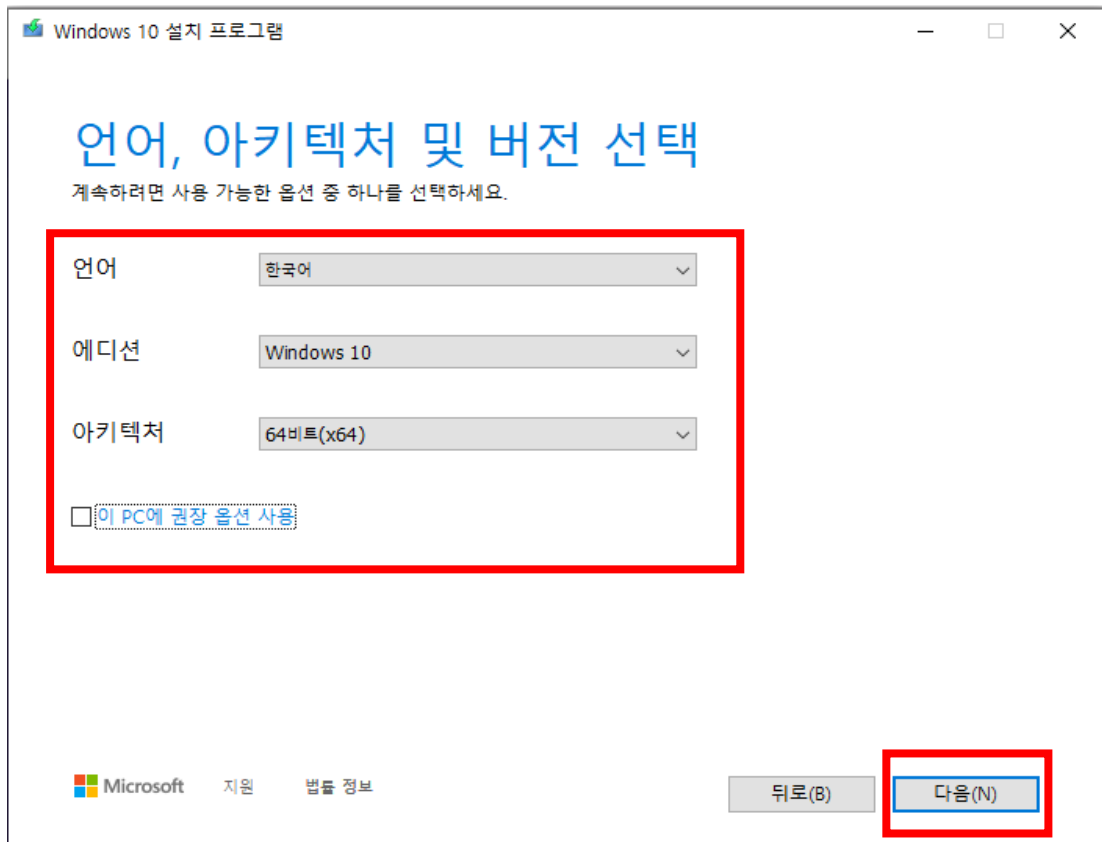 Windows 10 설치 프로그램
언어, 아키텍처 및 버전 선택
계속하려면 사용 가능한 옵션 중 하나를 선택하세요.
언어 한국어
에디션 Windows 10
아키텍처 64비트(x64)
이 PC에 권장 옵션 사용
Microsoft 지원 법률 정보 뒤로(B) 다음(N)